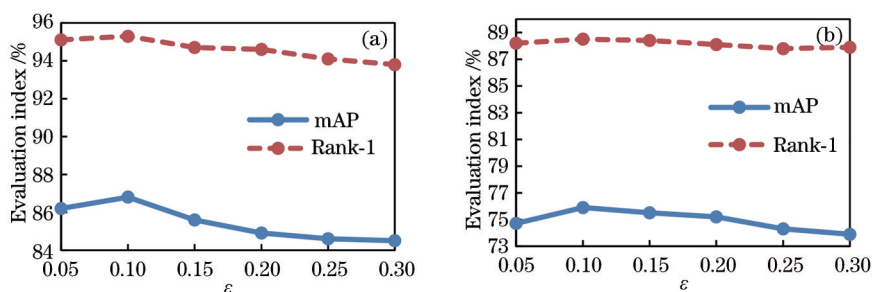 (a)
Evaluation index /%
96
94
92
90
88
86
84
mAP
Rank-1
0.05 0.10 0.15 0.20 0.25 0.30
ε
(b)
Evaluation index /%
89
87
85
83
81
79
77
75
73
mAP
Rank-1
0.05 0.10 0.15 0.20 0.25 0.30
ε